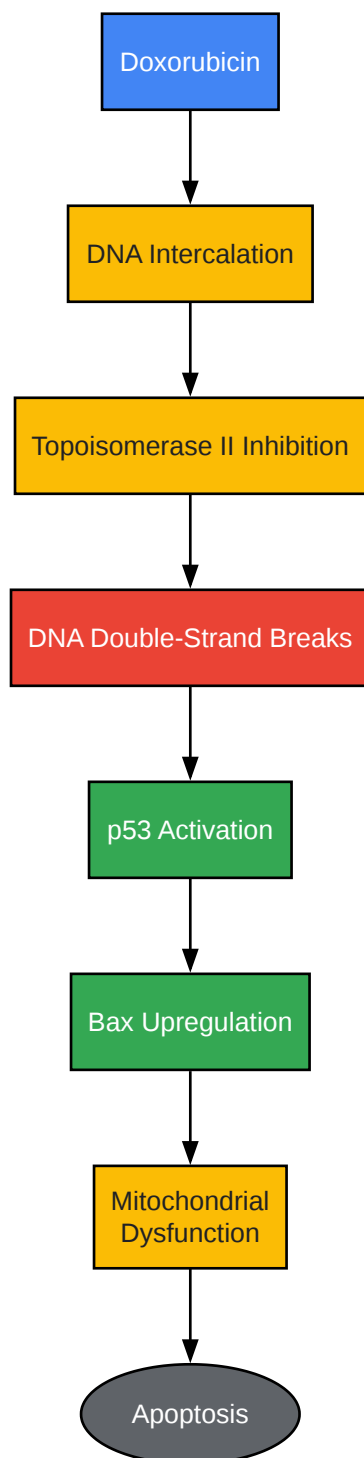 Doxorubicin
DNA Intercalation
Topoisomerase II Inhibition
DNA Double-Strand Breaks
p53 Activation
Bax Upregulation
Mitochondrial
Dysfunction
Apoptosis